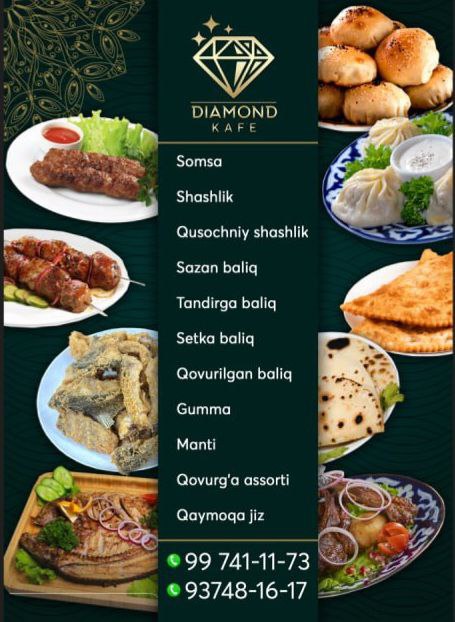 DIAMOND
KAFE
Somsa
Shashlik
Qusochniy shashlik
Sazan baliq
Tandirga baliq
Setka baliq
Qovurilgan baliq
Gumma
Manti
Qovurg'a assorti
Qaymoqa jiz
99 741-11-73
93748-16-17